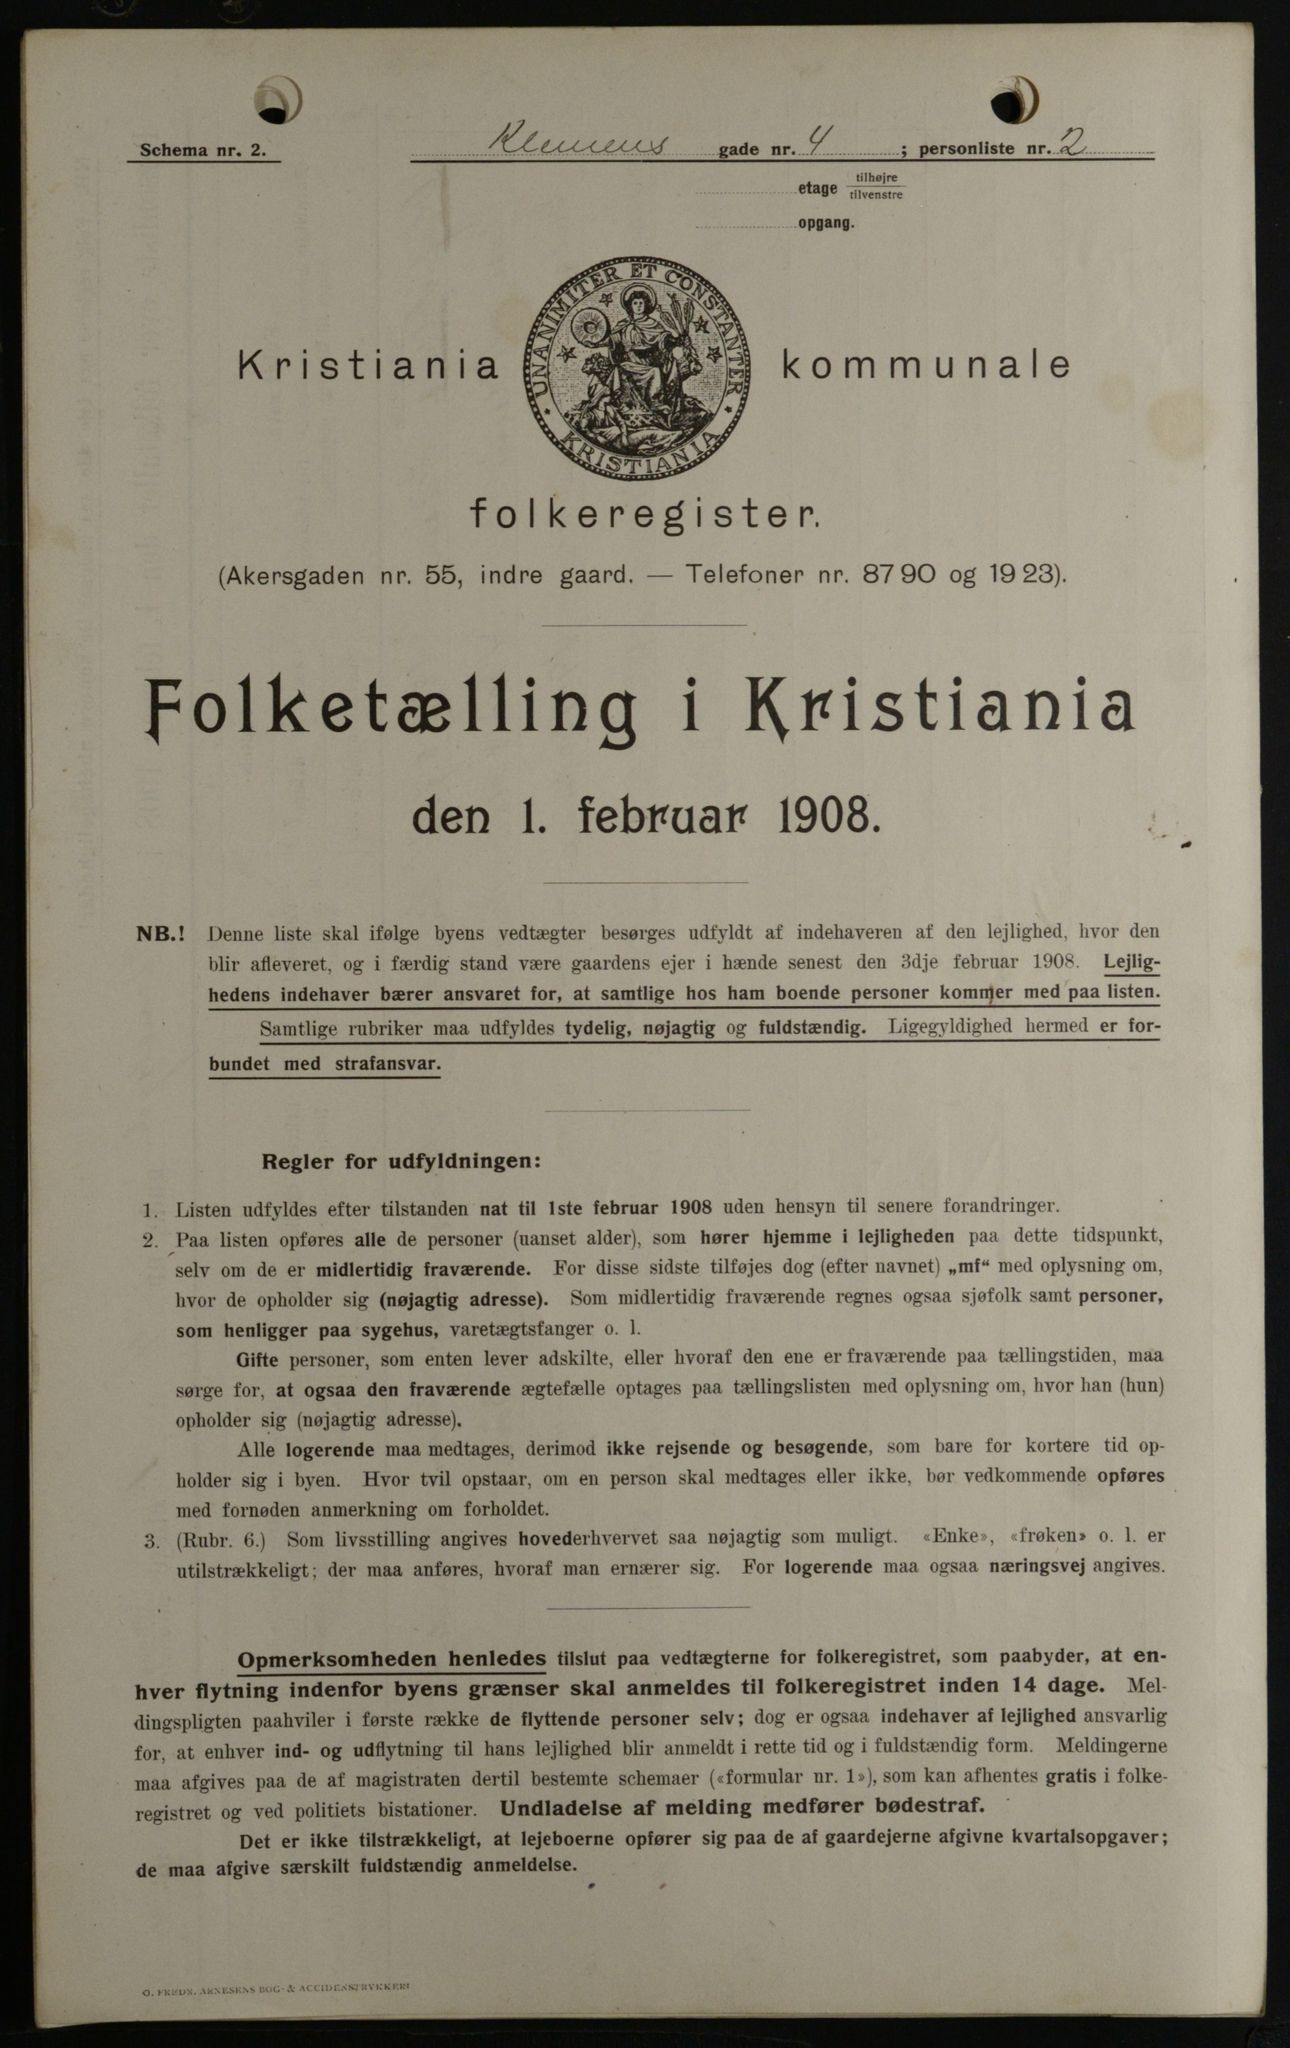 Schema nr. 2.
Klemens gade nr. 4 ; personliste nr. 2
etage tilhøjre
tilvenstre
opgang.
UNANIMITER ET CONSTANTER
KRISTIANIA
Kristiania kommunale
folkeregister.
(Akersgaden nr. 55, indre gaard. — Telefoner nr. 8790 og 1923).
Folketælling i Kristiania
den 1. februar 1908.
NB.! Denne liste skal ifølge byens vedtægter besørges udfyldt af indehaveren af den lejlighed, hvor den
blir afleveret, og i færdig stand være gaardens ejer i hænde senest den 3dje februar 1908. Lejlig-
hedens indehaver bærer ansvaret for, at samtlige hos ham boende personer kommer med paa listen.
Samtlige rubriker maa udfyldes tydelig, nøjagtig og fuldstændig. Ligegyldighed hermed er for-
bundet med strafansvar.
Regler for udfyldningen:
1. Listen udfyldes efter tilstanden nat til 1ste februar 1908 uden hensyn til senere forandringer.
2. Paa listen opføres alle de personer (uanset alder), som hører hjemme i lejligheden paa dette tidspunkt,
selv om de er midlertidig fraværende. For disse sidste tilføjes dog (efter navnet) „mf“ med oplysning om,
hvor de opholder sig (nøjagtig adresse). Som midlertidig fraværende regnes ogsaa sjøfolk samt personer,
som henligger paa sygehus, varetægtsfanger o. l.
Gifte personer, som enten lever adskilte, eller hvoraf den ene er fraværende paa tællingstiden, maa
sørge for, at ogsaa den fraværende ægtefælle optages paa tællingslisten med oplysning om, hvor han (hun)
opholder sig (nøjagtig adresse).
Alle logerende maa medtages, derimod ikke rejsende og besøgende, som bare for kortere tid op-
holder sig i byen. Hvor tvil opstaar, om en person skal medtages eller ikke, bør vedkommende opføres
med fornøden anmerkning om forholdet.
3. (Rubr. 6.) Som livsstilling angives hovederhvervet saa nøjagtig som muligt. «Enke», «frøken» o. l. er
utilstrækkeligt; der maa anføres, hvoraf man ernærer sig. For logerende maa ogsaa næringsvej angives.
Opmerksomheden henledes tilslut paa vedtægterne for folkeregistret, som paabyder, at en-
hver flytning indenfor byens grænser skal anmeldes til folkeregistret inden 14 dage. Mel-
dingspligten paahviler i første række de flyttende personer selv; dog er ogsaa indehaver af lejlighed ansvarlig
for, at enhver ind- og udflytning til hans lejlighed blir anmeldt i rette tid og i fuldstændig form. Meldingerne
maa afgives paa de af magistraten dertil bestemte schemaer («formular nr. 1»), som kan afhentes gratis i folke-
registret og ved politiets bistationer. Undladelse af melding medfører bødestraf.
Det er ikke tilstrækkeligt, at lejeboerne opfører sig paa de af gaardejerne afgivne kvartalsopgaver;
de maa afgive særskilt fuldstændig anmeldelse.
O. FREDR. ARNESENS BOG- & ACCIDENSTRYKKERI